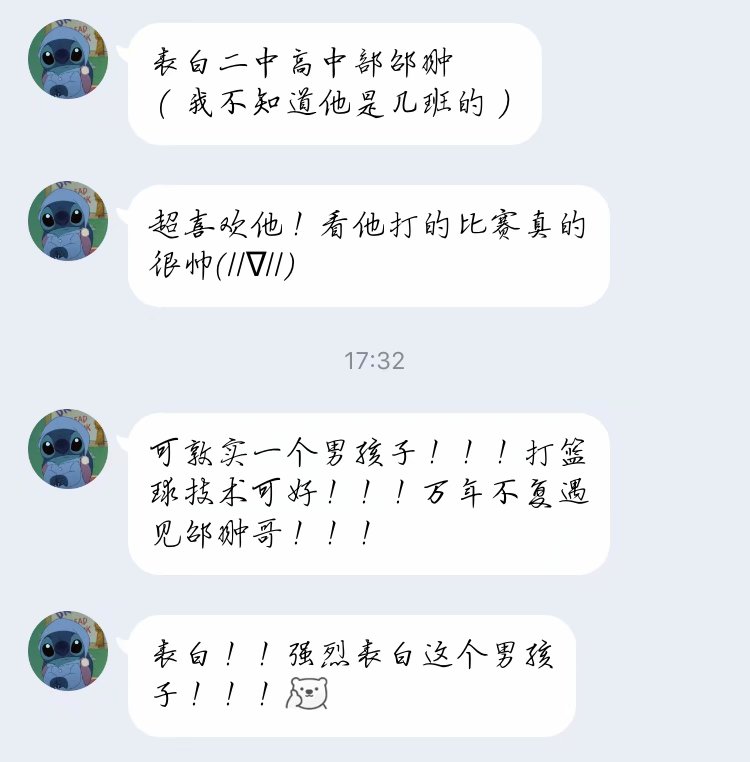 表白二中高中部邵翀
（我不知道他是几班的）
超喜欢他！看他打的比赛真的
很帅(//∇//)
17:32
可敦实一个男孩子！！！打篮
球技术可好！！！万年不复遇
见邵翀哥！！！
表白！！强烈表白这个男孩
子！！！